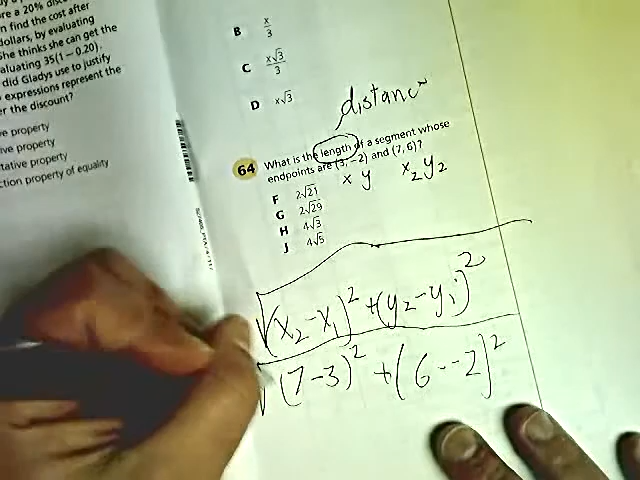 re a 20% disc
find the cost after
dollars, by evaluating
She thinks she can get the
aluating 35(1 – 0.20).
did Gladys use to justify
expressions represent the
er the discount?
ve property
ive property
tative property
ction property of equality
B x/3
C x√3/3
D x√3
distance
64 What is the length of a segment whose
endpoints are (3, −2) and (7, 6)?
x y x2 y2
F 2√21
G 2√29
H 4√3
J 4√5
√(x2 − x1)² + (y2 − y1)²
√(7 − 3)² + (6 − −2)²